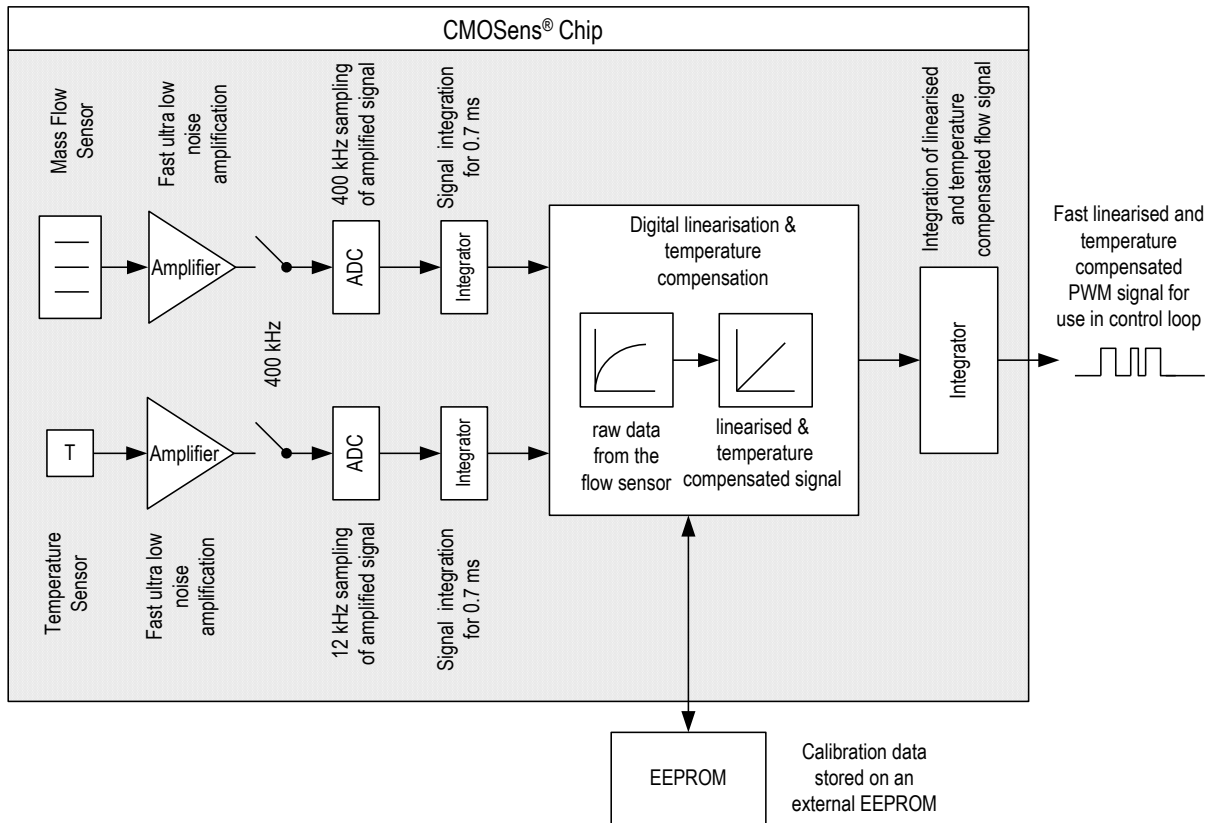 CMOSens® Chip
Mass Flow
Sensor
Fast ultra low
noise
amplification
400 kHz sampling
of amplified signal
Signal integration
for 0.7 ms
Integration of linearised
and temperature
compensated flow signal
Amplifier
ADC
Integrator
400 kHz
Digital linearisation &
temperature
compensation
raw data
from the
flow sensor
linearised &
temperature
compensated signal
Integrator
Fast linearised and
temperature
compensated
PWM signal for
use in control loop
T
Amplifier
ADC
Integrator
Temperature
Sensor
Fast ultra low
noise
amplification
12 kHz sampling
of amplified signal
Signal integration
for 0.7 ms
EEPROM
Calibration data
stored on an
external EEPROM